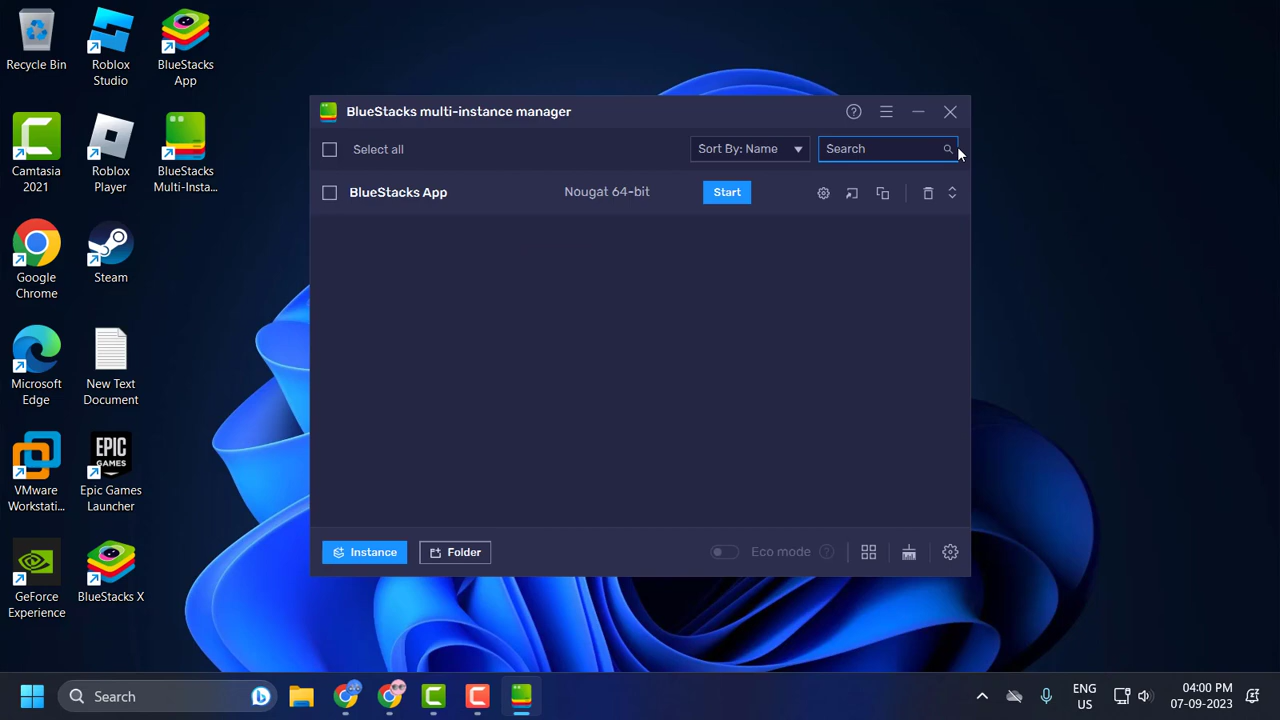 Recycle Bin
Roblox
Studio
BlueStacks
App
Camtasia
2021
Roblox
Player
BlueStacks
Multi-Insta...
Google
Chrome
Steam
Microsoft
Edge
New Text
Document
VMware
Workstati...
EPIC
GAMES
Epic Games
Launcher
GeForce
Experience
BlueStacks X
BlueStacks multi-instance manager
Select all
Sort By: Name
Search
BlueStacks App
Nougat 64-bit
Start
Instance
Folder
Eco mode
Search
ENG
US
04:00 PM
07-09-2023